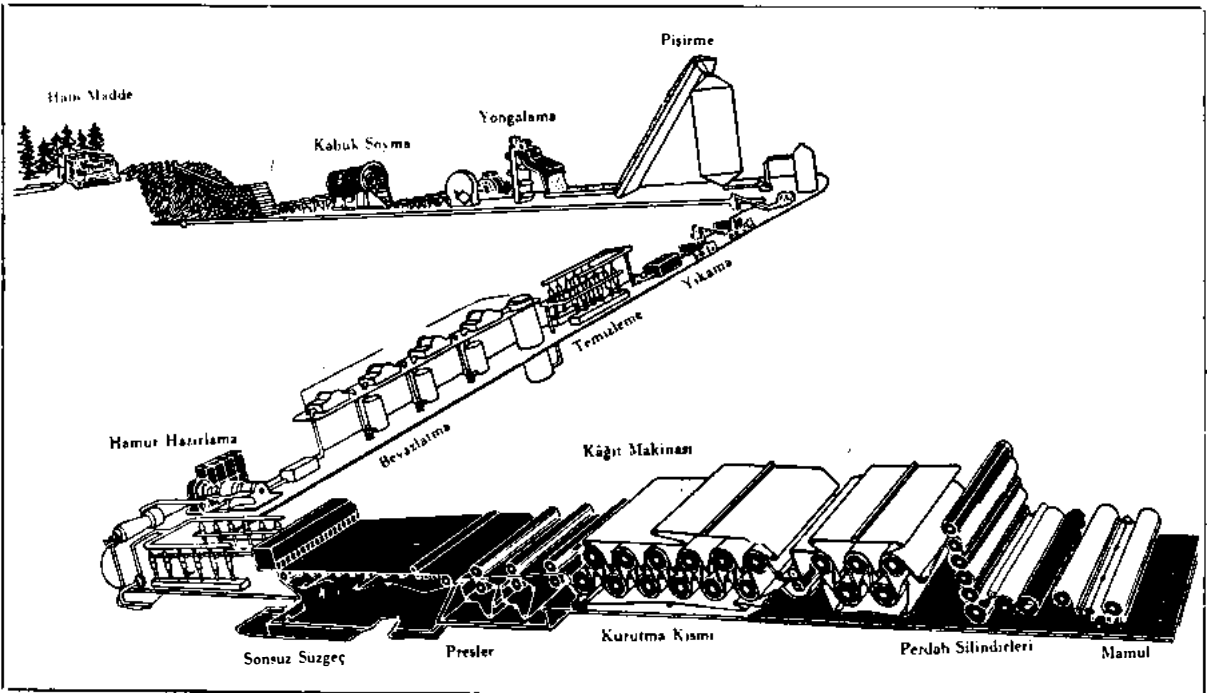 Pişirme
Ham Madde
Yongalama
Kabuk Soyma
Yıkama
Temizleme
Beyazlatma
Hamur Hazırlama
Kâğıt Makinası
Sonsuz Süzgeç
Presler
Kurutma Kısmı
Perdah Silindirleri
Mamul